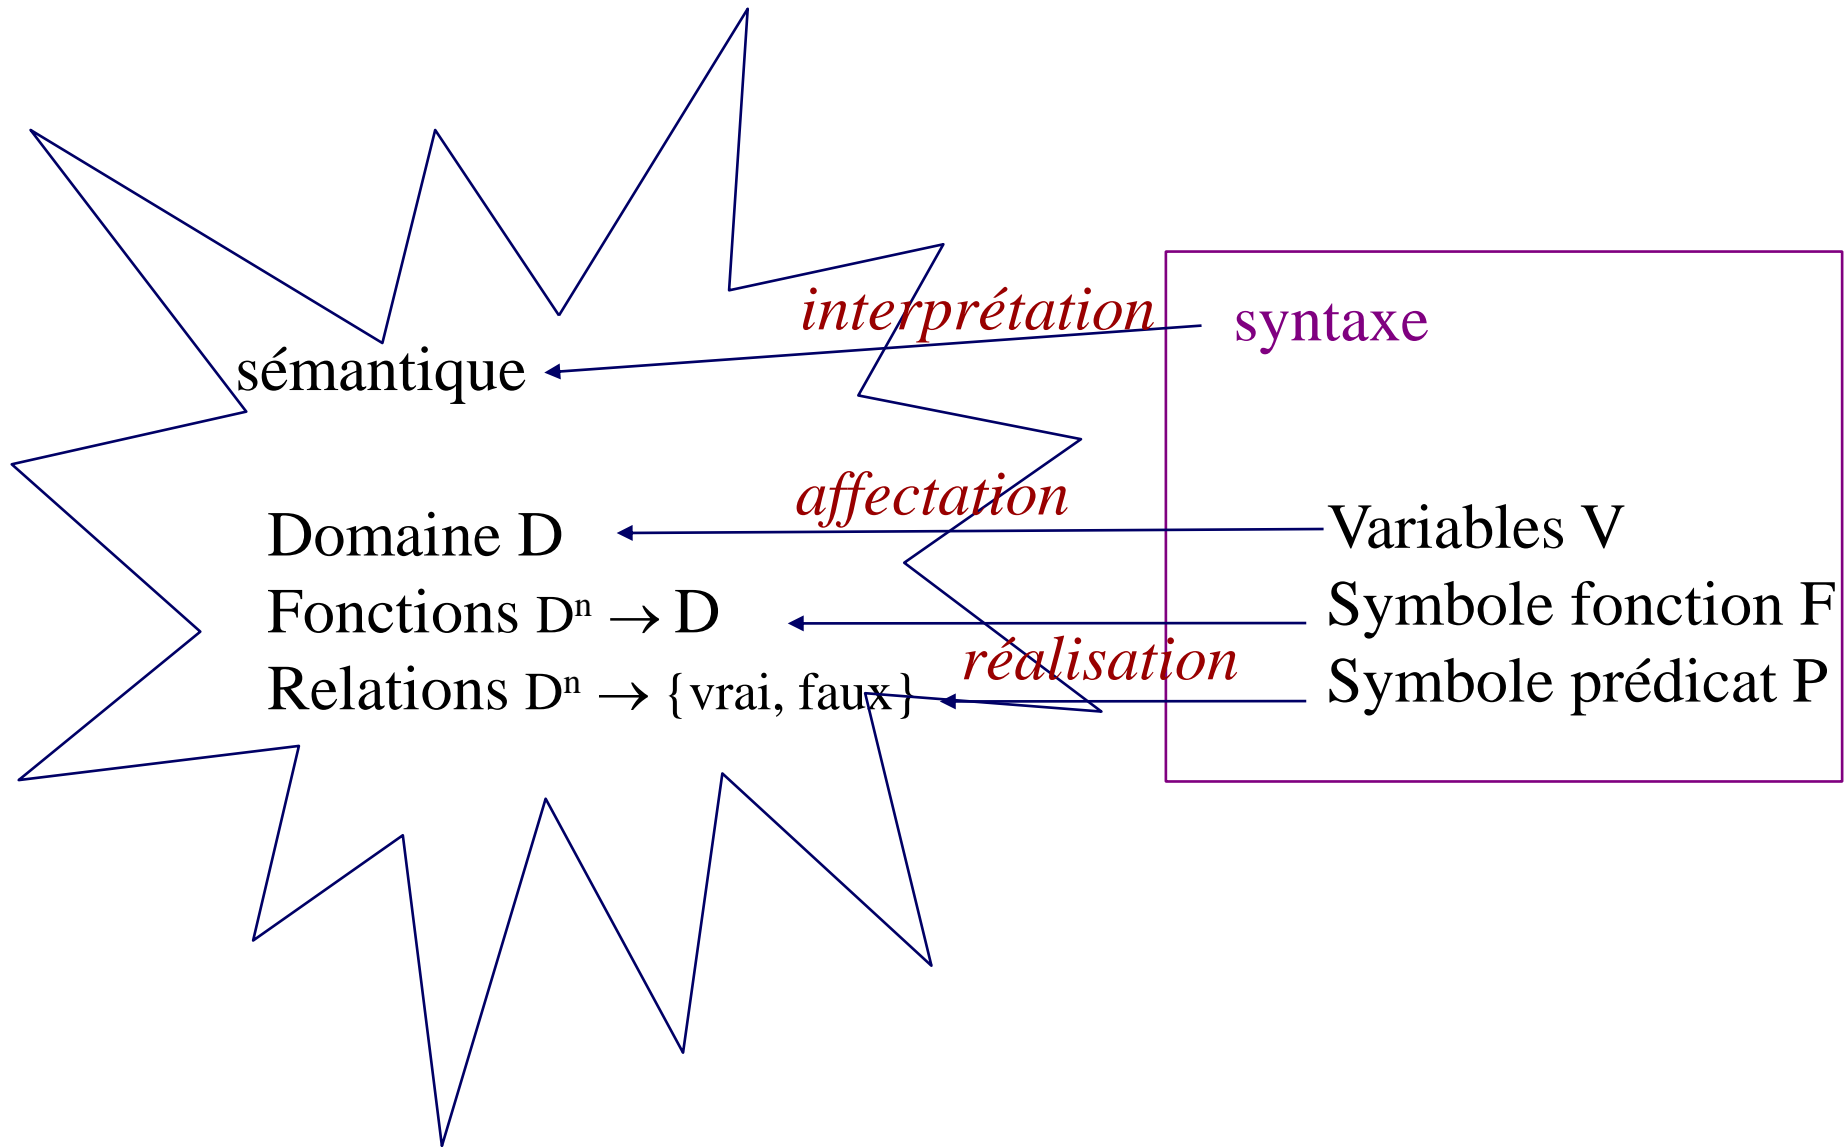 interprétation
syntaxe
sémantique
affectation
Domaine D
Variables V
Fonctions Dⁿ → D
Symbole fonction F
réalisation
Relations Dⁿ → {vrai, faux}
Symbole prédicat P